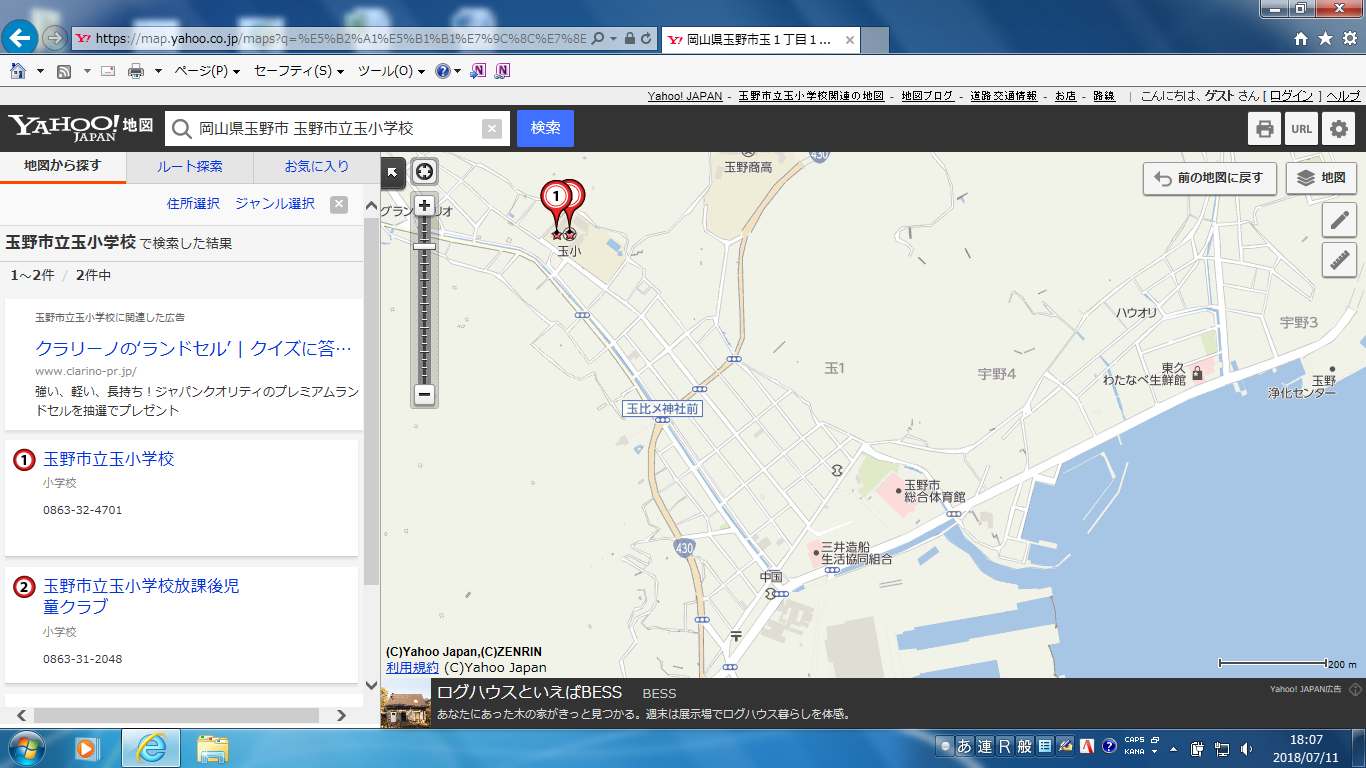 https://map.yahoo.co.jp/maps?q=%E5%B2%A1%E5%B1%B1%E7%9C%8C%E7%8E
岡山県玉野市玉1丁目1...
ページ(P) セーフティ(S) ツール(O)
Yahoo! JAPAN - 玉野市立玉小学校関連の地図 - 地図ブログ - 道路交通情報 - お店 - 路線 | こんにちは、ゲストさん [ ログイン ] ヘルプ
YAHOO! JAPAN 地図
岡山県玉野市 玉野市立玉小学校
検索
URL
地図から探す ルート探索 お気に入り
住所選択 ジャンル選択
玉野市立玉小学校 で検索した結果
1～2件 / 2件中
玉野市立玉小学校に関連した広告
クラリーノの‘ランドセル’ | クイズに答…
www.clarino-pr.jp/
強い、軽い、長持ち！ジャパンクオリティのプレミアムラン
ドセルを抽選でプレゼント
1 玉野市立玉小学校
小学校
0863-32-4701
2 玉野市立玉小学校放課後児
童クラブ
小学校
0863-31-2048
前の地図に戻す
地図
玉野商高
430
グラン
リオ
1
玉小
玉1
宇野4
宇野3
ハウオリ
東久
わたなべ生鮮館
玉野
浄化センター
玉比メ神社前
玉野市
総合体育館
430
三井造船
生活協同組合
中国
〒
(C)Yahoo Japan,(C)ZENRIN
利用規約 (C)Yahoo Japan
200 m
ログハウスといえばBESS BESS
あなたにあった木の家がきっと見つかる。週末は展示場でログハウス暮らしを体感。
Yahoo! JAPAN広告
あ 連 R 般
CAPS
KANA
18:07
2018/07/11